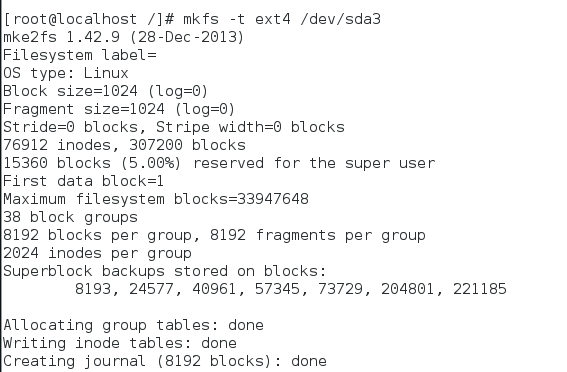 [root@localhost /]# mkfs -t ext4 /dev/sda3
mke2fs 1.42.9 (28-Dec-2013)
Filesystem label=
OS type: Linux
Block size=1024 (log=0)
Fragment size=1024 (log=0)
Stride=0 blocks, Stripe width=0 blocks
76912 inodes, 307200 blocks
15360 blocks (5.00%) reserved for the super user
First data block=1
Maximum filesystem blocks=33947648
38 block groups
8192 blocks per group, 8192 fragments per group
2024 inodes per group
Superblock backups stored on blocks:
        8193, 24577, 40961, 57345, 73729, 204801, 221185

Allocating group tables: done
Writing inode tables: done
Creating journal (8192 blocks): done